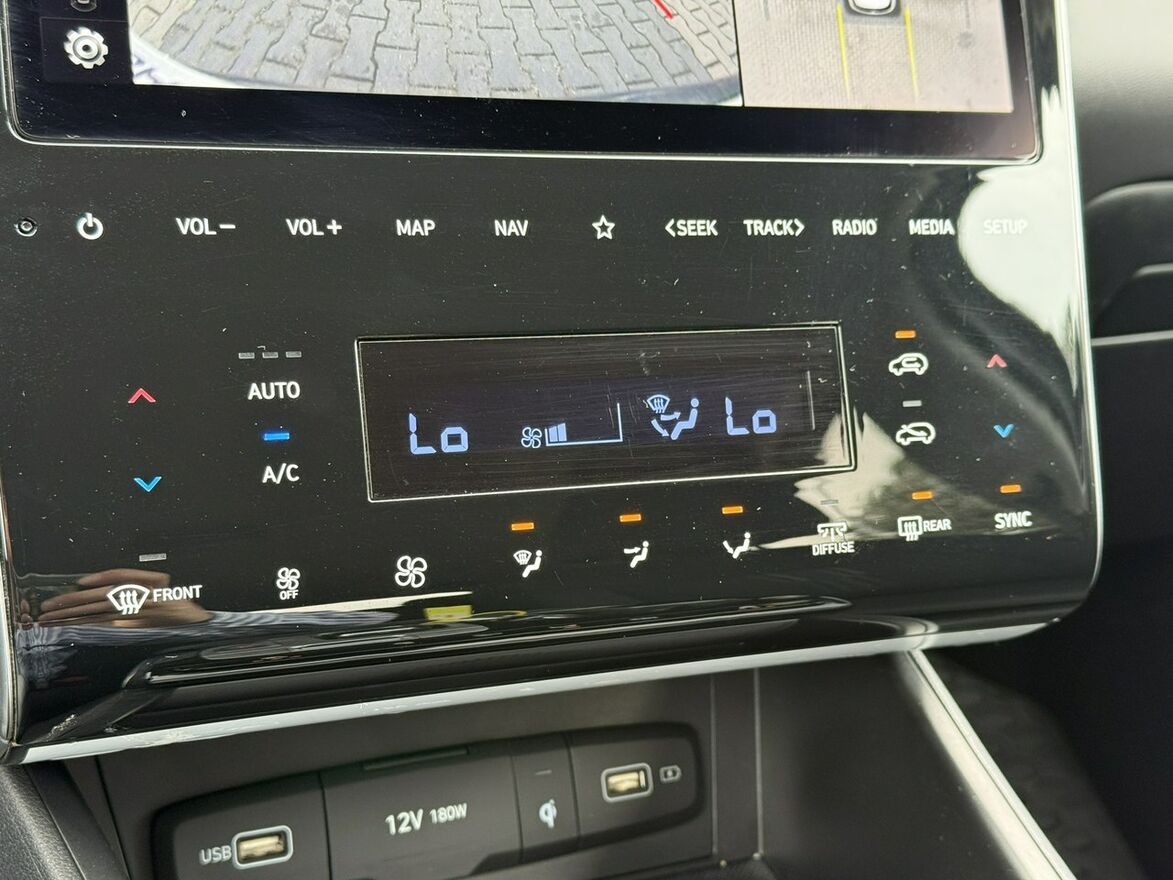 VOL− VOL+ MAP NAV <SEEK TRACK> RADIO MEDIA SETUP
AUTO
A/C
Lo Lo
FRONT
OFF
DIFFUSE
REAR
SYNC
USB
12V 180W